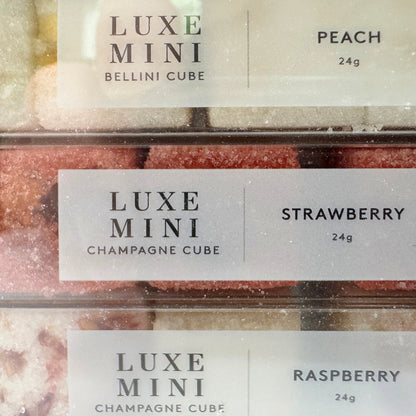 LUXE
MINI
BELLINI CUBE
PEACH
24g
LUXE
MINI
CHAMPAGNE CUBE
STRAWBERRY
24g
LUXE
MINI
CHAMPAGNE CUBE
RASPBERRY
24g